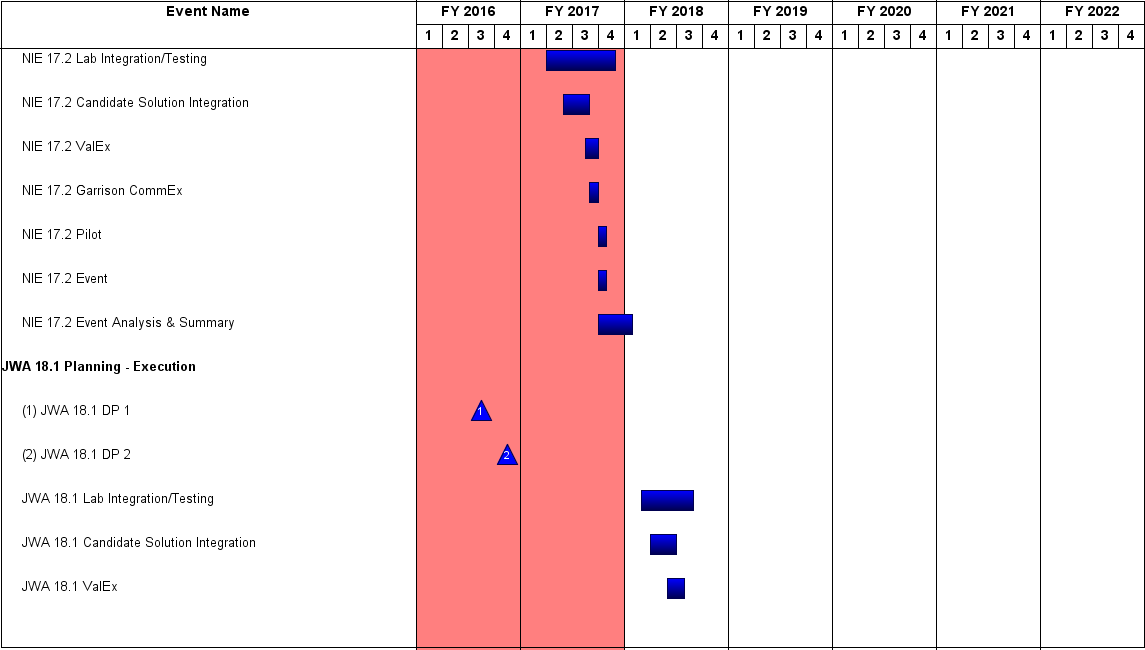 Event Name FY 2016 FY 2017 FY 2018 FY 2019 FY 2020 FY 2021 FY 2022
1 2 3 4 1 2 3 4 1 2 3 4 1 2 3 4 1 2 3 4 1 2 3 4 1 2 3 4
NIE 17.2 Lab Integration/Testing
NIE 17.2 Candidate Solution Integration
NIE 17.2 ValEx
NIE 17.2 Garrison CommEx
NIE 17.2 Pilot
NIE 17.2 Event
NIE 17.2 Event Analysis & Summary
JWA 18.1 Planning - Execution
(1) JWA 18.1 DP 1 1
(2) JWA 18.1 DP 2 2
JWA 18.1 Lab Integration/Testing
JWA 18.1 Candidate Solution Integration
JWA 18.1 ValEx